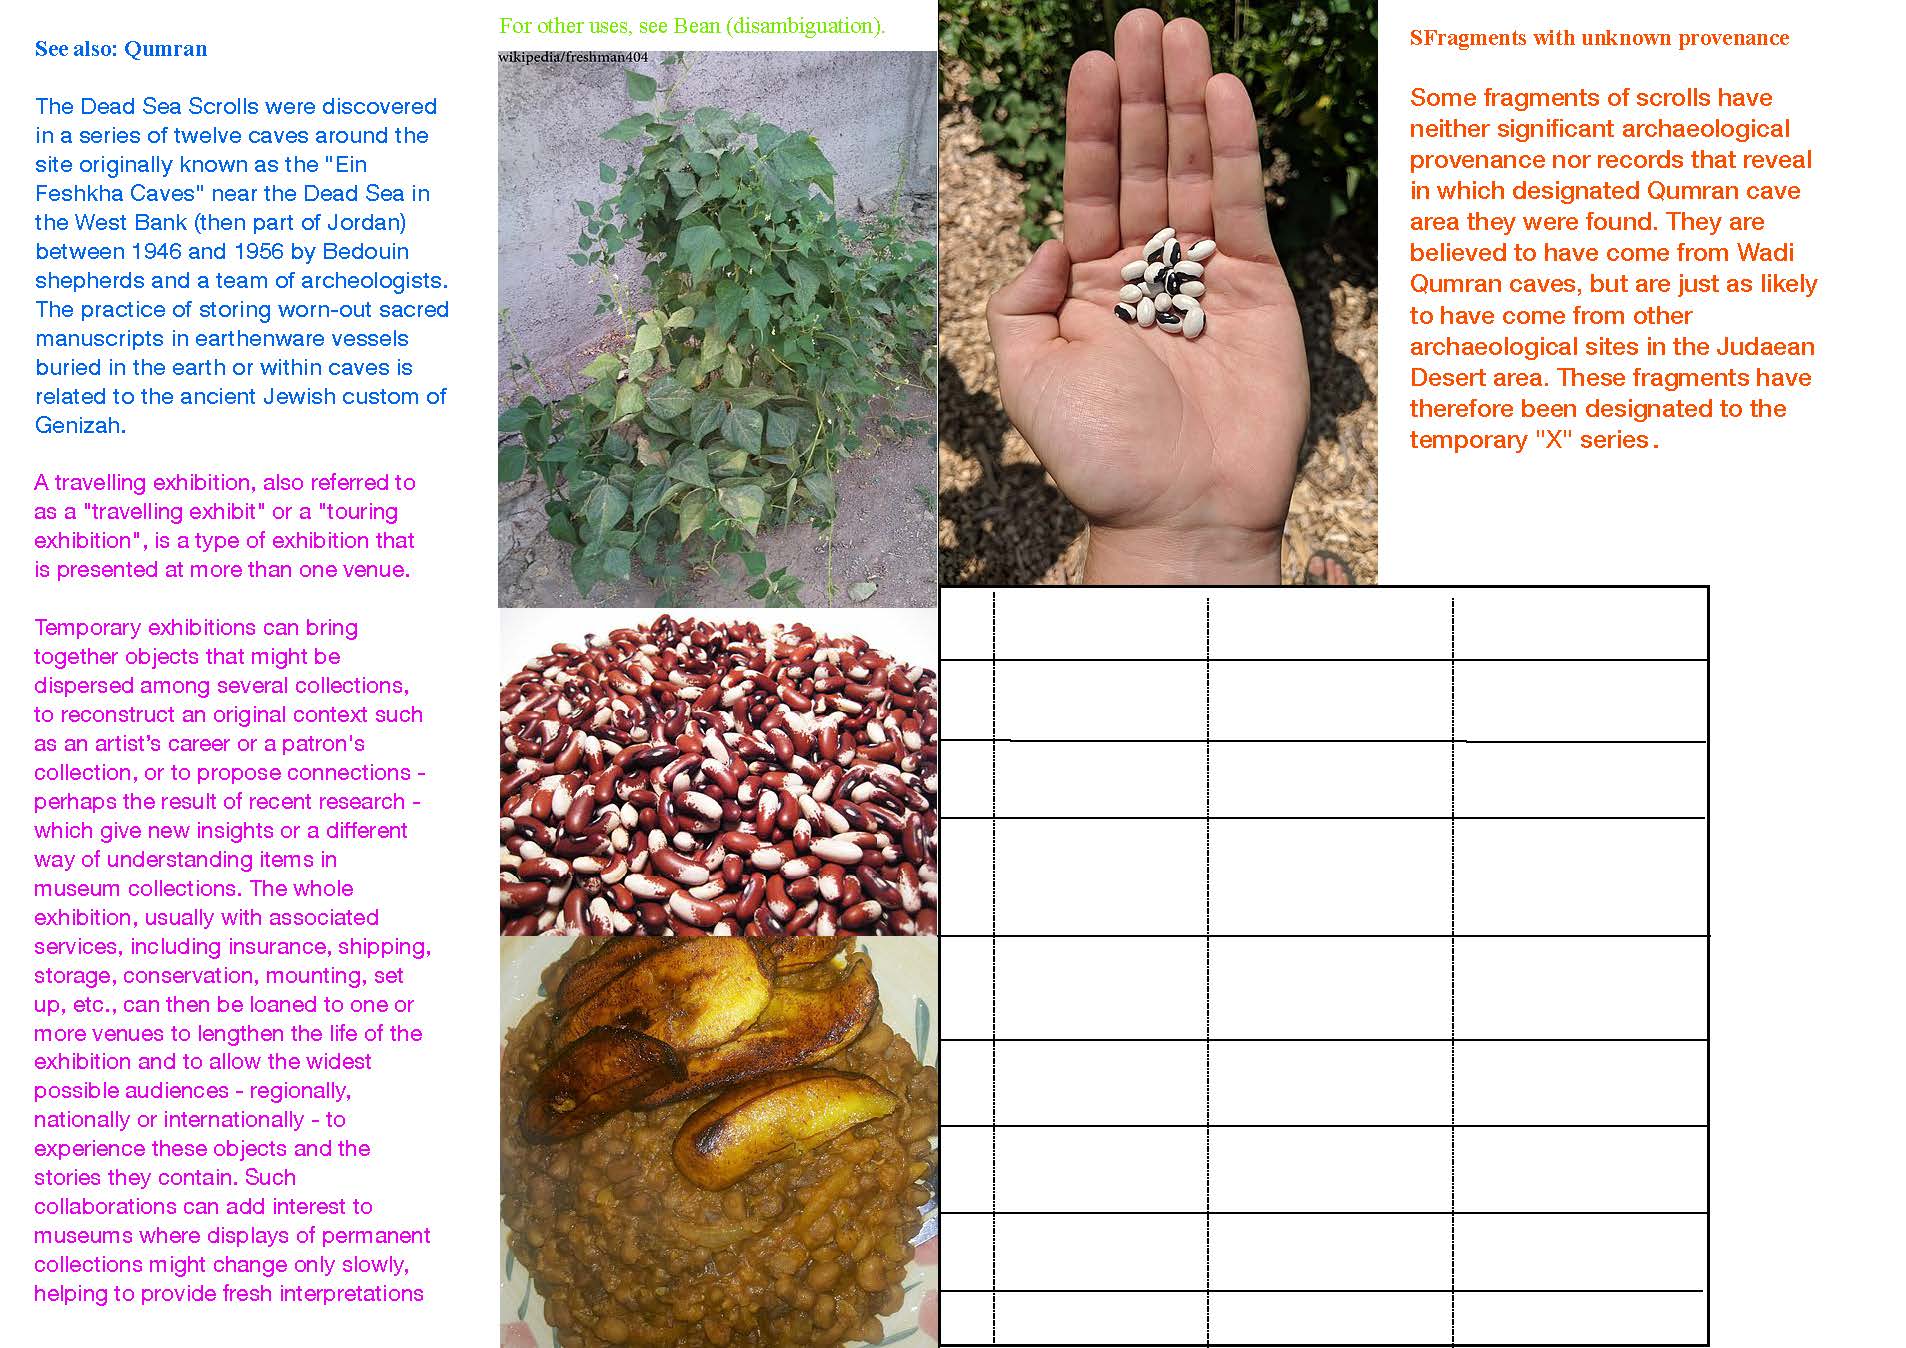 See also: Qumran
The Dead Sea Scrolls were discovered
in a series of twelve caves around the
site originally known as the "Ein
Feshkha Caves" near the Dead Sea in
the West Bank (then part of Jordan)
between 1946 and 1956 by Bedouin
shepherds and a team of archeologists.
The practice of storing worn-out sacred
manuscripts in earthenware vessels
buried in the earth or within caves is
related to the ancient Jewish custom of
Genizah.
A travelling exhibition, also referred to
as a "travelling exhibit" or a "touring
exhibition", is a type of exhibition that
is presented at more than one venue.
Temporary exhibitions can bring
together objects that might be
dispersed among several collections,
to reconstruct an original context such
as an artist’s career or a patron's
collection, or to propose connections -
perhaps the result of recent research -
which give new insights or a different
way of understanding items in
museum collections. The whole
exhibition, usually with associated
services, including insurance, shipping,
storage, conservation, mounting, set
up, etc., can then be loaned to one or
more venues to lengthen the life of the
exhibition and to allow the widest
possible audiences - regionally,
nationally or internationally - to
experience these objects and the
stories they contain. Such
collaborations can add interest to
museums where displays of permanent
collections might change only slowly,
helping to provide fresh interpretations
For other uses, see Bean (disambiguation).
wikipedia/freshman404
SFragments with unknown provenance
Some fragments of scrolls have
neither significant archaeological
provenance nor records that reveal
in which designated Qumran cave
area they were found. They are
believed to have come from Wadi
Qumran caves, but are just as likely
to have come from other
archaeological sites in the Judaean
Desert area. These fragments have
therefore been designated to the
temporary "X" series.